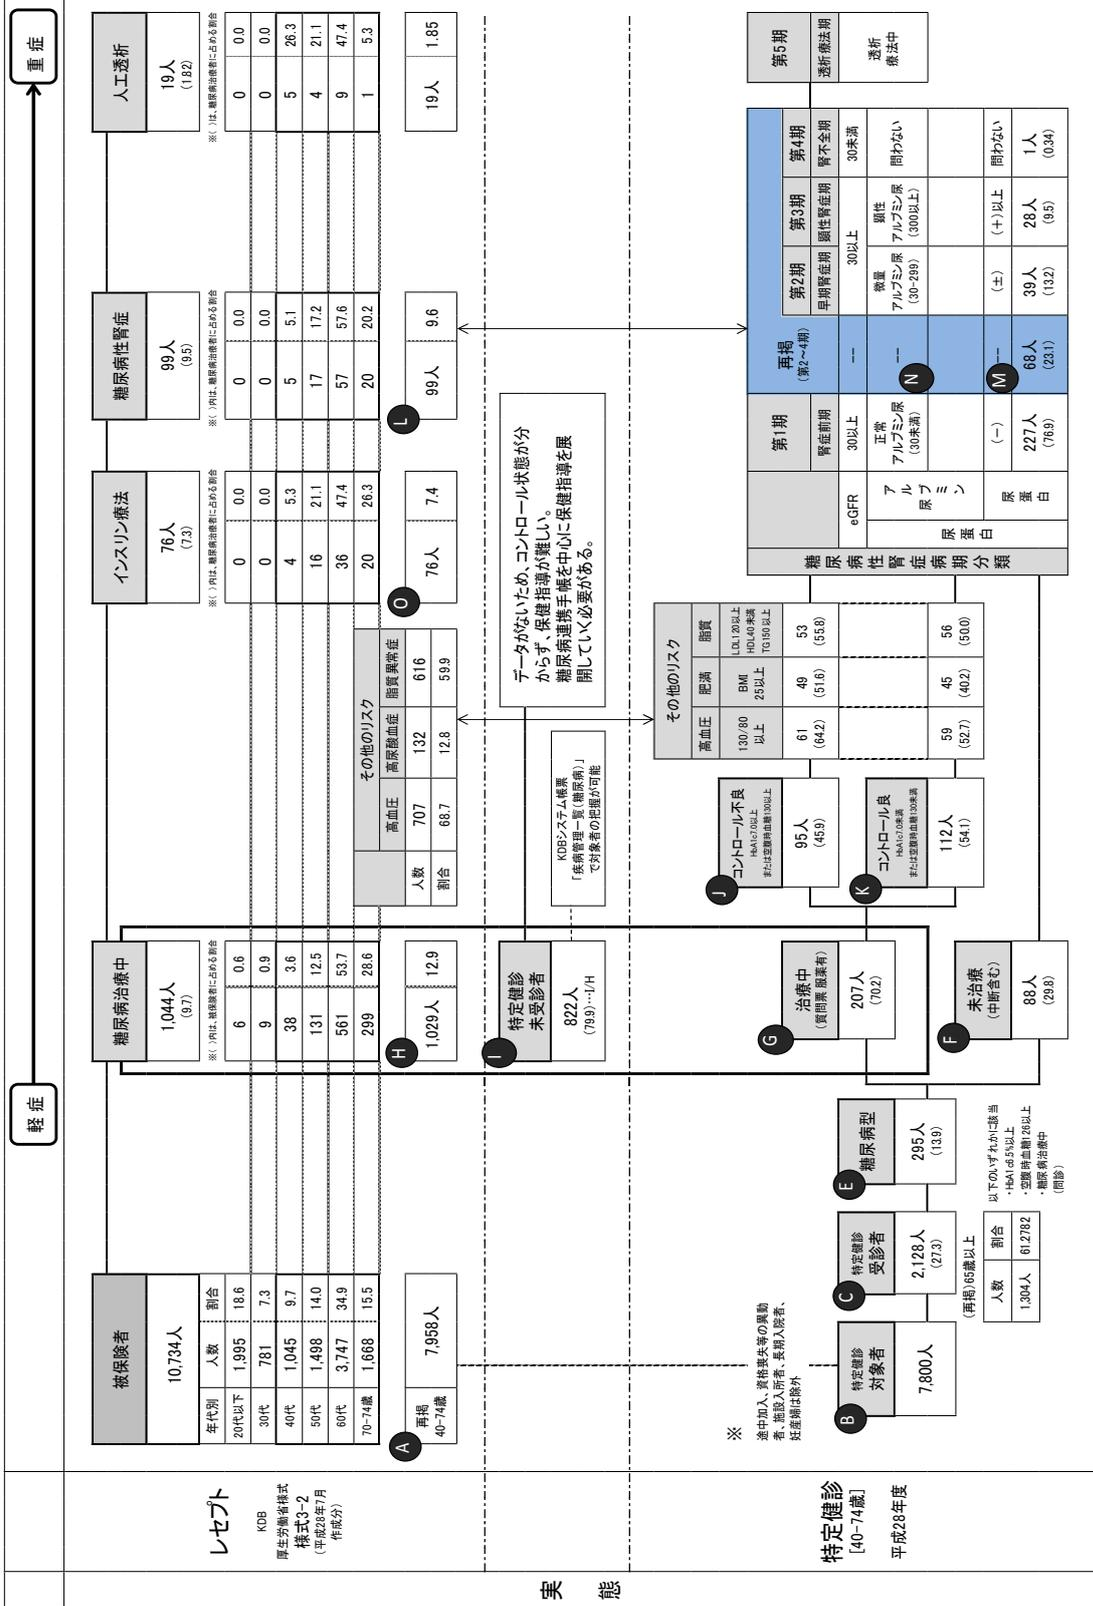 軽症
重症
実態
レセプト
KDB
厚生労働省様式
様式3-2
(平成28年7月
作成分)
被保険者
10,734人
年代別 人数 割合
20代以下 1,995 18.6
30代 781 7.3
40代 1,045 9.7
50代 1,498 14.0
60代 3,747 34.9
70-74歳 1,668 15.5
A
再掲
40-74歳
7,958人
糖尿病治療中
1,044人
(9.7)
※( )内は、被保険者に占める割合
6 0.6
9 0.9
38 3.6
131 12.5
561 53.7
299 28.6
H
1,029人 12.9
その他のリスク
高血圧 高尿酸血症 脂質異常症
人数 707 132 616
割合 68.7 12.8 59.9
インスリン療法
76人
(7.3)
※( )内は、糖尿病治療者に占める割合
0 0.0
0 0.0
4 5.3
16 21.1
36 47.4
20 26.3
O
76人 7.4
糖尿病性腎症
99人
(9.5)
※( )内は、糖尿病治療者に占める割合
0 0.0
0 0.0
5 5.1
17 17.2
57 57.6
20 20.2
L
99人 9.6
人工透析
19人
(1.82)
※( )は、糖尿病治療者に占める割合
0 0.0
0 0.0
5 26.3
4 21.1
9 47.4
1 5.3
19人 1.85
I
特定健診
未受診者
822人
(79.9)…I/H
KDBシステム帳票
「疾病管理一覧(糖尿病)」
で対象者の把握が可能
データがないため、コントロール状態が分
からず、保健指導が難しい。
糖尿病連携手帳を中心に保健指導を展
開していく必要がある。
特定健診
[40-74歳]
平成28年度
※
途中加入、資格喪失等の異動
者、施設入所者、長期入院者、
妊産婦は除外
B
特定健診
対象者
7,800人
C
特定健診
受診者
2,128人
(27.3)
(再掲)65歳以上
人数 割合
1,304人 61.2782
E
糖尿病型
295人
(13.9)
以下のいずれかに該当
・HbA1c6.5%以上
・空腹時血糖126以上
・糖尿病治療中
(問診)
G
治療中
(質問票 服薬有)
207人
(70.2)
F
未治療
(中断含む)
88人
(29.8)
J
コントロール不良
HbA1c7.0以上
または空腹時血糖130以上
95人
(45.9)
K
コントロール良
HbA1c7.0未満
または空腹時血糖130未満
112人
(54.1)
その他のリスク
高血圧 肥満 脂質
130/80
以上
BMI
25以上
LDL120以上
HDL40未満
TG150以上
61
(64.2)
49
(51.6)
53
(55.8)
59
(52.7)
45
(40.2)
56
(50.0)
糖尿病性腎症病期分類
eGFR
尿蛋白
尿アルブミン
尿蛋白
第1期
腎症前期
30以上
正常
アルブミン尿
(30未満)
(−)
227人
(76.9)
再掲
(第2~4期)
--
--
N
--
M
68人
(23.1)
第2期
早期腎症期
30以上
微量
アルブミン尿
(30-299)
(±)
39人
(13.2)
第3期
顕性腎症期
顕性
アルブミン尿
(300以上)
(+)以上
28人
(9.5)
第4期
腎不全期
30未満
問わない
問わない
1人
(0.34)
第5期
透析療法期
透析
療法中